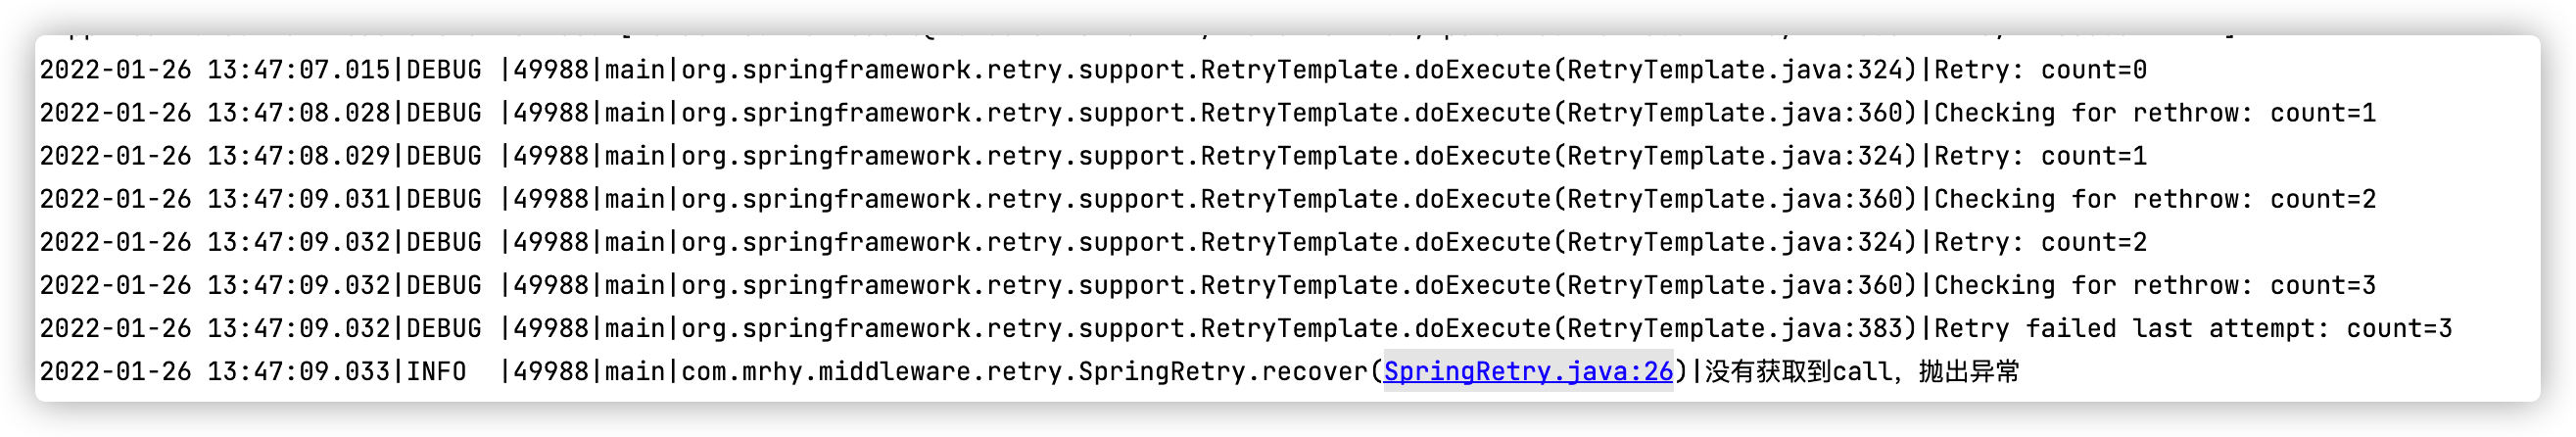 2022-01-26 13:47:07.015|DEBUG |49988|main|org.springframework.retry.support.RetryTemplate.doExecute(RetryTemplate.java:324)|Retry: count=0
2022-01-26 13:47:08.028|DEBUG |49988|main|org.springframework.retry.support.RetryTemplate.doExecute(RetryTemplate.java:360)|Checking for rethrow: count=1
2022-01-26 13:47:08.029|DEBUG |49988|main|org.springframework.retry.support.RetryTemplate.doExecute(RetryTemplate.java:324)|Retry: count=1
2022-01-26 13:47:09.031|DEBUG |49988|main|org.springframework.retry.support.RetryTemplate.doExecute(RetryTemplate.java:360)|Checking for rethrow: count=2
2022-01-26 13:47:09.032|DEBUG |49988|main|org.springframework.retry.support.RetryTemplate.doExecute(RetryTemplate.java:324)|Retry: count=2
2022-01-26 13:47:09.032|DEBUG |49988|main|org.springframework.retry.support.RetryTemplate.doExecute(RetryTemplate.java:360)|Checking for rethrow: count=3
2022-01-26 13:47:09.032|DEBUG |49988|main|org.springframework.retry.support.RetryTemplate.doExecute(RetryTemplate.java:383)|Retry failed last attempt: count=3
2022-01-26 13:47:09.033|INFO  |49988|main|com.mrhy.middleware.retry.SpringRetry.recover(SpringRetry.java:26)|没有获取到call，抛出异常